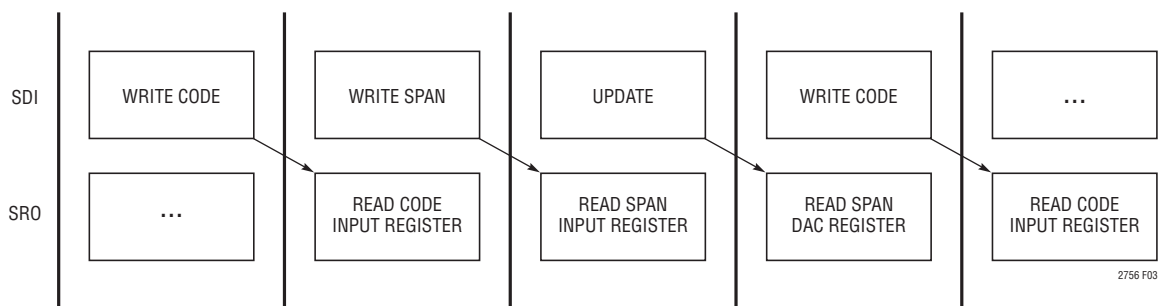 SDI
WRITE CODE
WRITE SPAN
UPDATE
WRITE CODE
...
SRO
...
READ CODE
INPUT REGISTER
READ SPAN
INPUT REGISTER
READ SPAN
DAC REGISTER
READ CODE
INPUT REGISTER
2756 F03